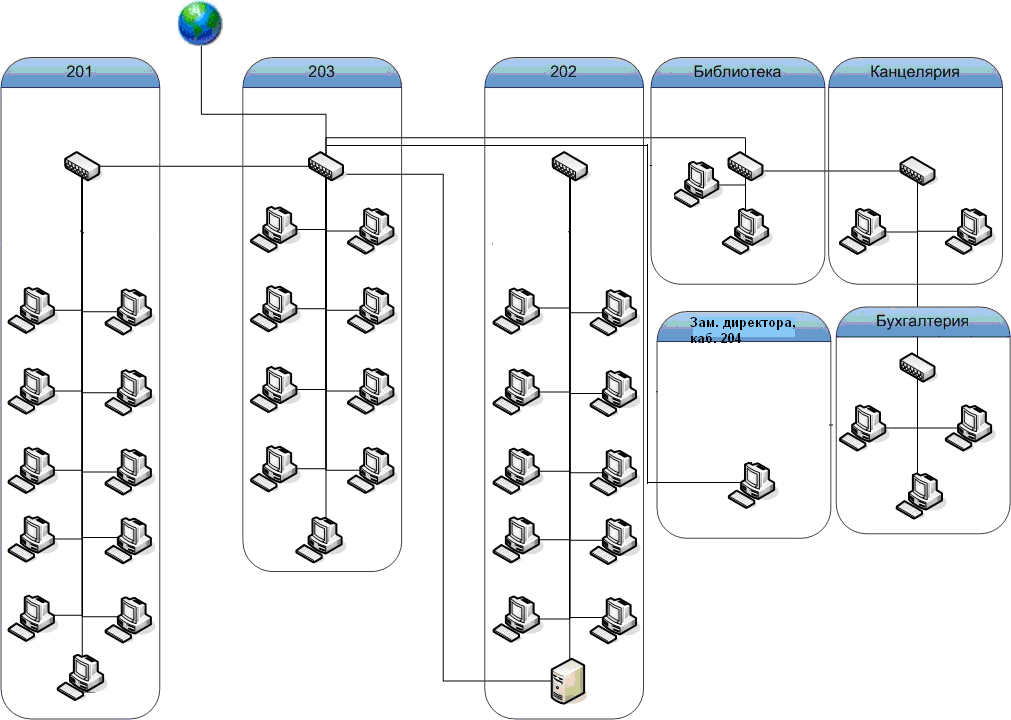 201
203
202
Библиотека
Канцелярия
Зам. директора,
каб. 204
Бухгалтерия